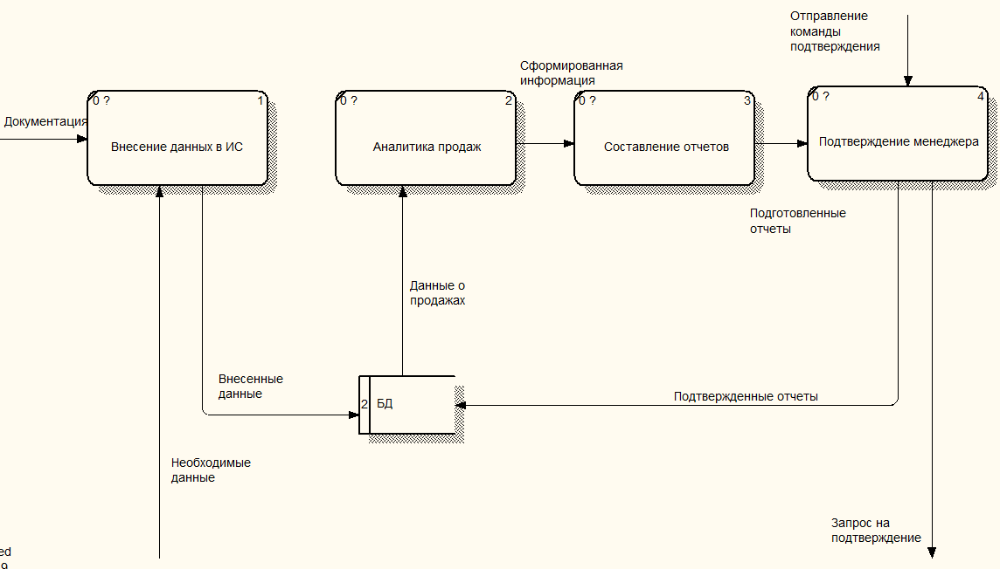 Отправление
команды
подтверждения
Сформированная
информация
0 ?
1
0 ?
2
0 ?
3
0 ?
4
Документация
Внесение данных в ИС
Аналитика продаж
Составление отчетов
Подтверждение менеджера
Подготовленные
отчеты
Данные о
продажах
Внесенные
данные
2
БД
Подтвержденные отчеты
Необходимые
данные
Запрос на
подтверждение
ed
9